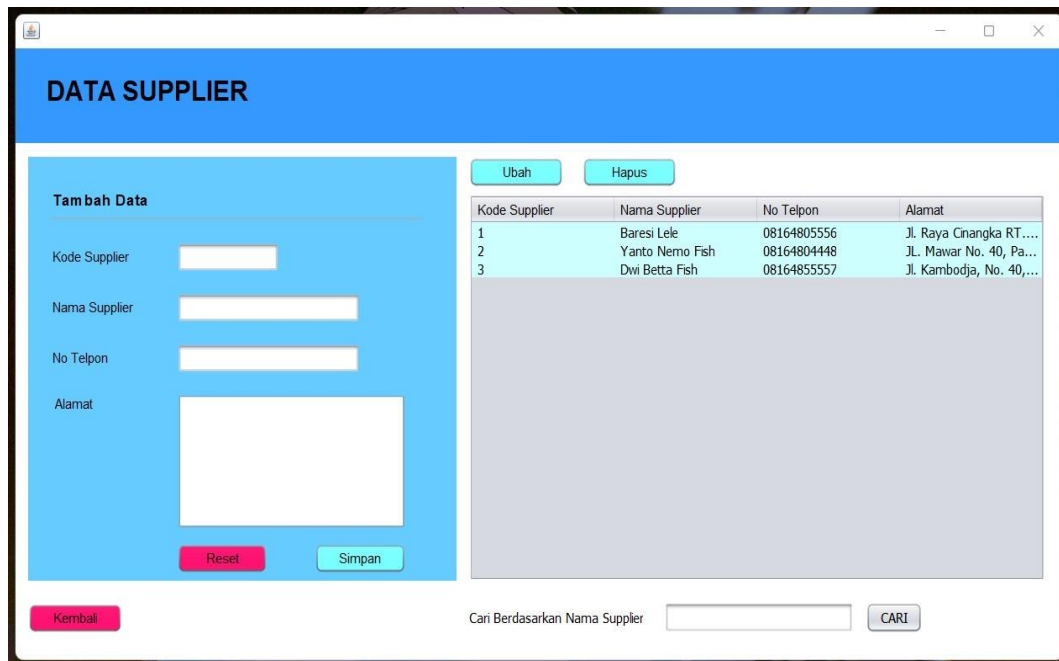 DATA SUPPLIER
Tambah Data
Kode Supplier
Nama Supplier
No Telpon
Alamat
Reset Simpan
Kembali
Ubah Hapus
Kode Supplier Nama Supplier No Telpon Alamat
1 Baresi Lele 08164805556 Jl. Raya Cinangka RT....
2 Yanto Nemo Fish 08164804448 JL. Mawar No. 40, Pa...
3 Dwi Betta Fish 08164855557 Jl. Kambodja, No. 40,...
Cari Berdasarkan Nama Supplier CARI